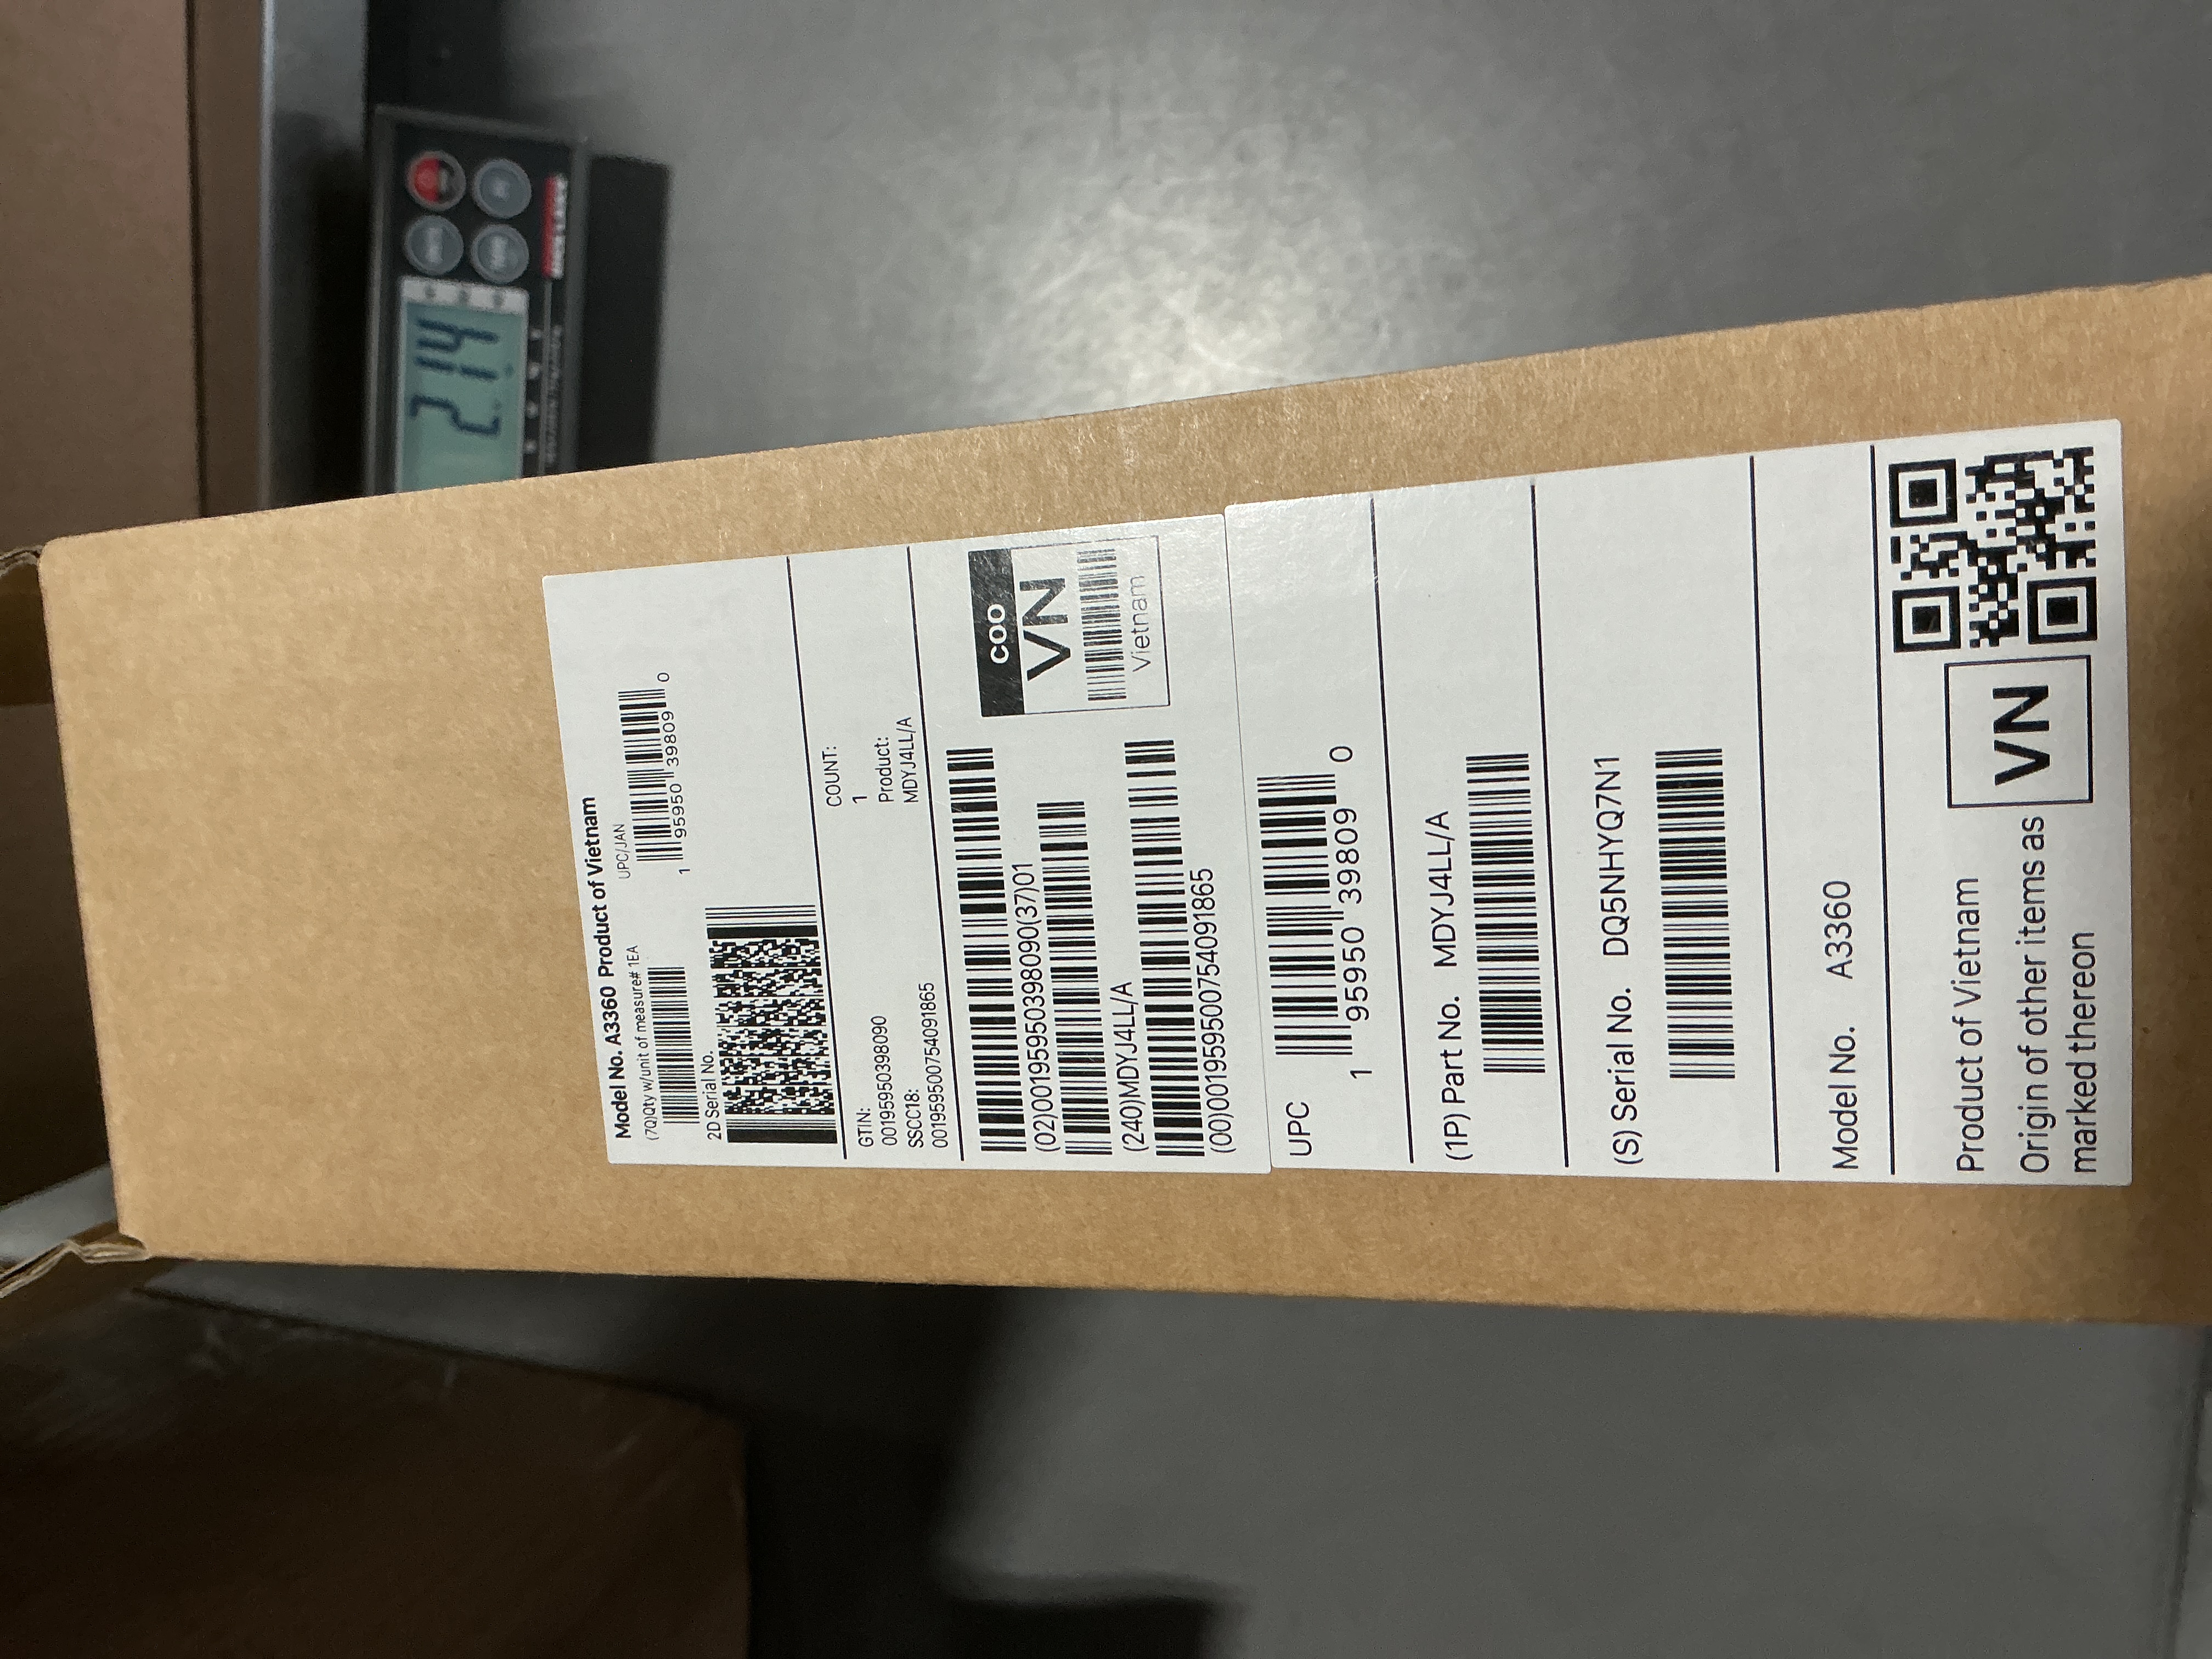 Model No. A3360 Product of Vietnam
(7Q)Qty w/unit of measure# 1EA
UPC/JAN
1 95950 39809 0
2D Serial No.
GTIN:
00195950398090
SSCC18:
001959500754091865
COUNT:
1
Product:
MDYJ4LL/A
(02)00195950398090(37)01
(240)MDYJ4LL/A
(00)001959500754091865
COO
VN
Vietnam
UPC
1 95950 39809 0
(1P) Part No. MDYJ4LL/A
(S) Serial No. DQ5NHYQ7N1
Model No. A3360
Product of Vietnam
Origin of other items as
marked thereon
VN
2.14